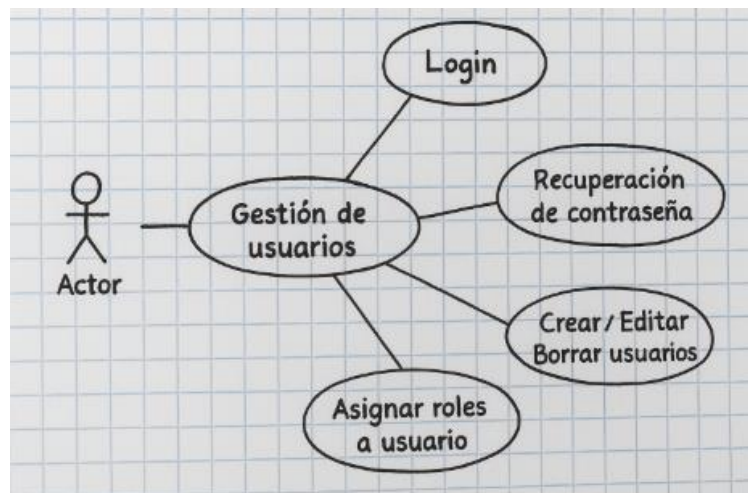 Login
Recuperación
de contraseña
Gestión de
usuarios
Actor
Crear / Editar
Borrar usuarios
Asignar roles
a usuario